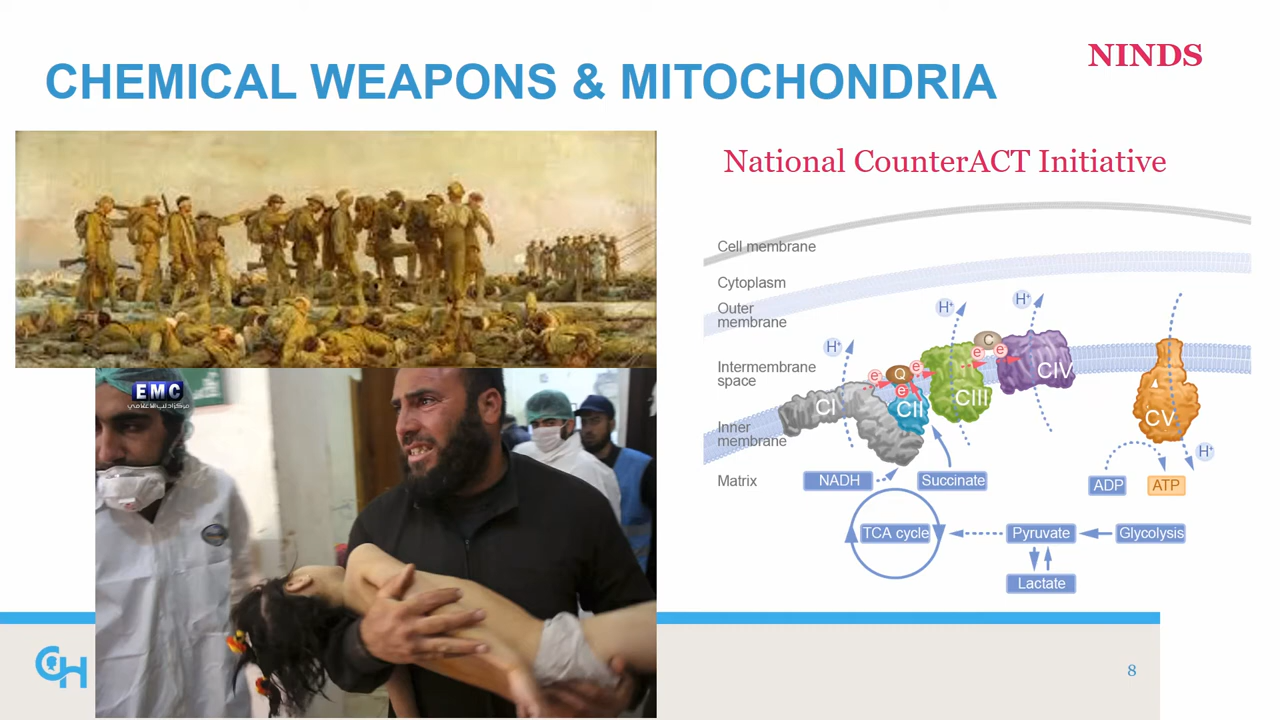 NINDS
CHEMICAL WEAPONS & MITOCHONDRIA
National CounterACT Initiative
EMC
Cell membrane
Cytoplasm
Outer
membrane
Intermembrane
space
Inner
membrane
Matrix
H⁺
H⁺
H⁺
H⁺
e⁻
e⁻
e⁻
e⁻
e⁻
Q
C
CI
CII
CIII
CIV
CV
NADH
Succinate
ADP
ATP
TCA cycle
Pyruvate
Glycolysis
Lactate
CH
8